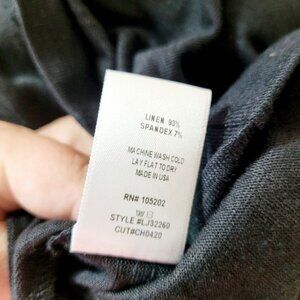 LINEN 93%
SPANDEX 7%
MACHINE WASH COLD
LAY FLAT TO DRY
MADE IN USA
RN# 105202
STYLE #LJ32260
CUT#CH0420